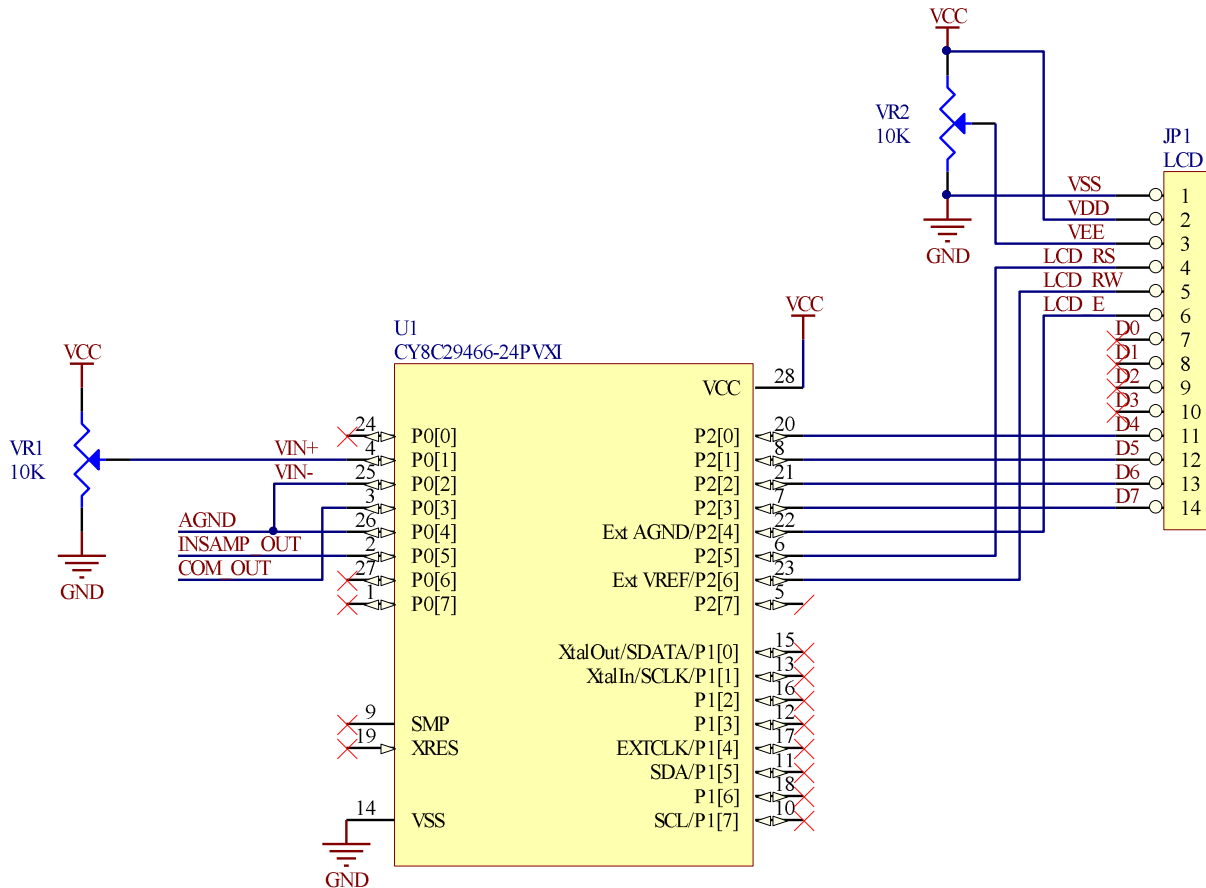 VCC
VR2
10K
GND
JP1
LCD
VSS 1
VDD 2
VEE 3
LCD_RS 4
LCD_RW 5
LCD_E 6
D0 7
D1 8
D2 9
D3 10
D4 11
D5 12
D6 13
D7 14
VCC
VR1
10K
GND
VIN+
VIN-
AGND
INSAMP_OUT
COM_OUT
U1
CY8C29466-24PVXI
24 P0[0]
4 P0[1]
25 P0[2]
3 P0[3]
26 P0[4]
2 P0[5]
27 P0[6]
1 P0[7]
9 SMP
19 XRES
14 VSS
GND
VCC
VCC 28
P2[0] 20
P2[1] 8
P2[2] 21
P2[3] 7
Ext AGND/P2[4] 22
P2[5] 6
Ext VREF/P2[6] 23
P2[7] 5
XtalOut/SDATA/P1[0] 15
XtalIn/SCLK/P1[1] 13
P1[2] 16
P1[3] 12
EXTCLK/P1[4] 17
SDA/P1[5] 11
P1[6] 18
SCL/P1[7] 10